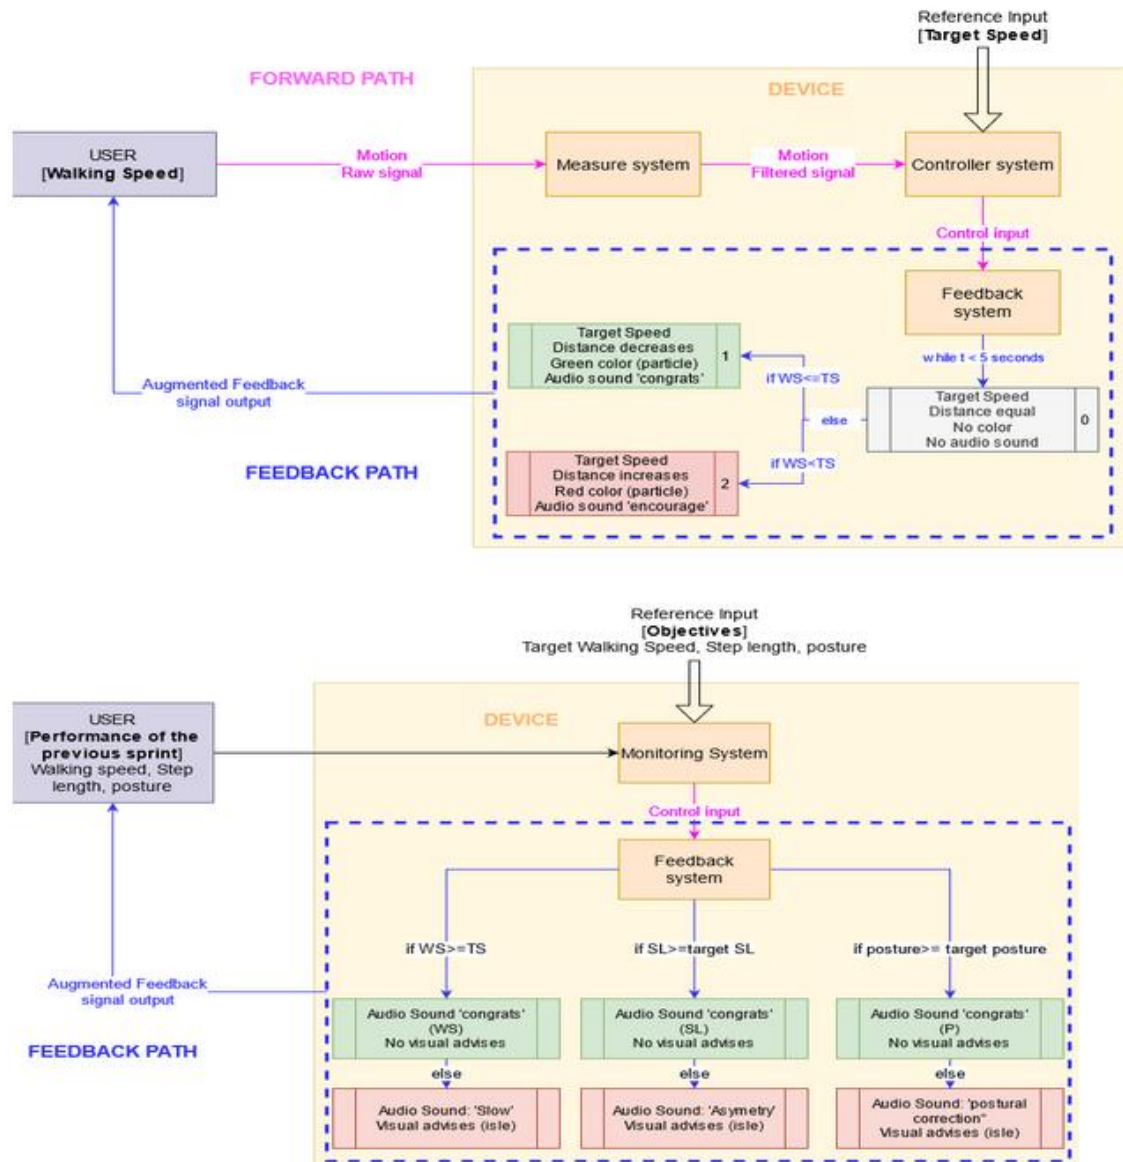 Reference Input
[Target Speed]
FORWARD PATH
DEVICE
USER
[Walking Speed]
Motion
Raw signal
Measure system
Motion
Filtered signal
Controller system
Control input
Feedback
system
while t < 5 seconds
Target Speed
Distance equal
No color
No audio sound
0
else
if WS<=TS
Target Speed
Distance decreases
Green color (particle)
Audio sound 'congrats'
1
if WS<TS
Target Speed
Distance increases
Red color (particle)
Audio sound 'encourage'
2
Augmented Feedback
signal output
FEEDBACK PATH
Reference Input
[Objectives]
Target Walking Speed, Step length, posture
DEVICE
USER
[Performance of the
previous sprint]
Walking speed, Step
length, posture
Monitoring System
Control input
Feedback
system
if WS>=TS
if SL>=target SL
if posture>= target posture
Augmented Feedback
signal output
FEEDBACK PATH
Audio Sound 'congrats'
(WS)
No visual advises
Audio Sound 'congrats'
(SL)
No visual advises
Audio Sound 'congrats'
(P)
No visual advises
else
else
else
Audio Sound: 'Slow'
Visual advises (isle)
Audio Sound: 'Asymetry'
Visual advises (isle)
Audio Sound: 'postural
correction"
Visual advises (isle)